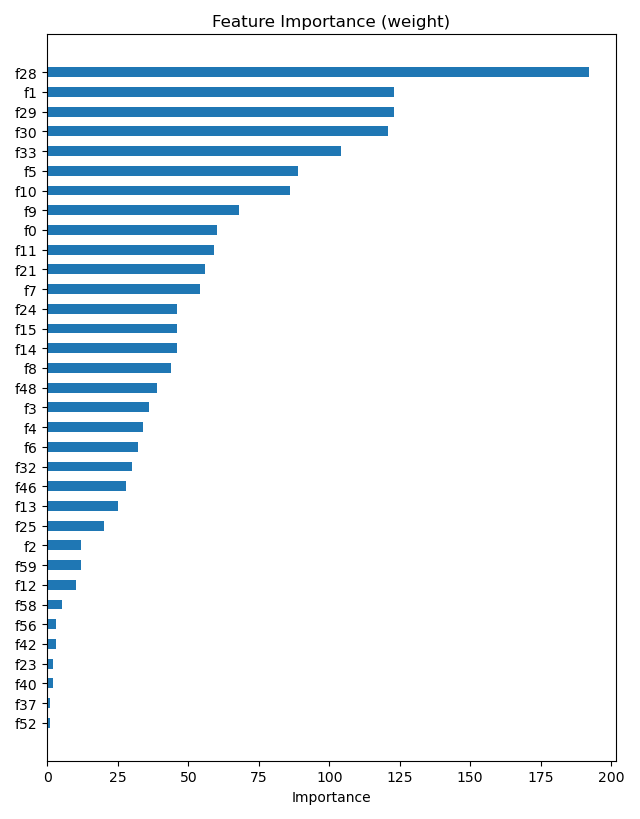 Feature Importance (weight)
f28
f1
f29
f30
f33
f5
f10
f9
f0
f11
f21
f7
f24
f15
f14
f8
f48
f3
f4
f6
f32
f46
f13
f25
f2
f59
f12
f58
f56
f42
f23
f40
f37
f52
0 25 50 75 100 125 150 175 200
Importance